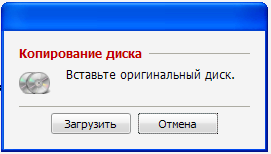 Копирование диска
Вставьте оригинальный диск.
Загрузить Отмена